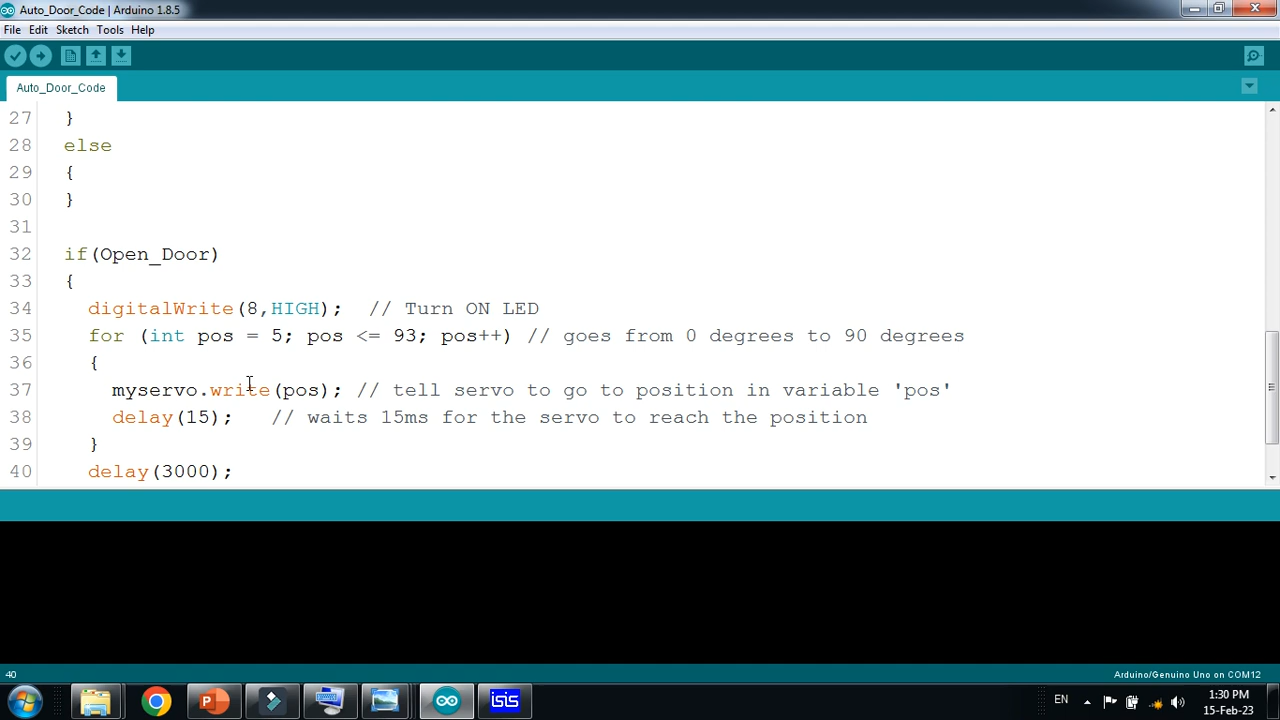 Auto_Door_Code | Arduino 1.8.5
File Edit Sketch Tools Help
Auto_Door_Code
27 }
28 else
29 {
30 }
31
32 if(Open_Door)
33 {
34 digitalWrite(8,HIGH); // Turn ON LED
35 for (int pos = 5; pos <= 93; pos++) // goes from 0 degrees to 90 degrees
36 {
37 myservo.write(pos); // tell servo to go to position in variable 'pos'
38 delay(15); // waits 15ms for the servo to reach the position
39 }
40 delay(3000);
40 Arduino/Genuino Uno on COM12
isis
EN 1:30 PM
15-Feb-23